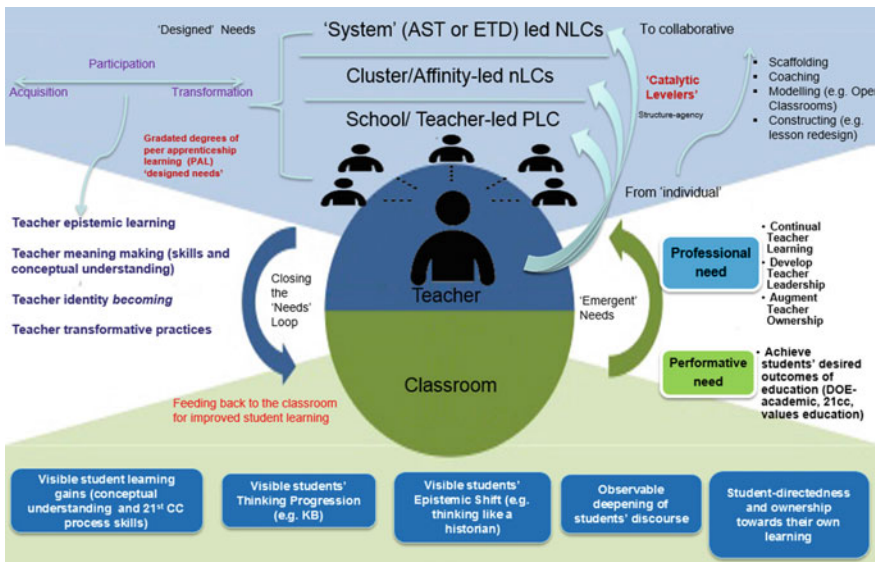 'Designed' Needs
'System' (AST or ETD) led NLCs
To collaborative
Participation
Acquisition
Transformation
Cluster/Affinity-led nLCs
'Catalytic
Levelers'
Structure-agency
School/ Teacher-led PLC
▪ Scaffolding
▪ Coaching
▪ Modelling (e.g. Open
Classrooms)
▪ Constructing (e.g.
lesson redesign)
Gradated degrees of
peer apprenticeship
learning (PAL)
'designed needs'
From 'individual'
Teacher epistemic learning
Teacher meaning making (skills and
conceptual understanding)
Teacher identity becoming
Teacher transformative practices
Closing
the
'Needs'
Loop
Teacher
'Emergent'
Needs
Professional
need
• Continual
Teacher
Learning
• Develop
Teacher
Leadership
• Augment
Teacher
Ownership
Classroom
Performative
need
• Achieve
students' desired
outcomes of
education (DOE-
academic, 21cc,
values education)
Feeding back to the classroom
for improved student learning
Visible student learning
gains (conceptual
understanding and 21st CC
process skills)
Visible students'
Thinking Progression
(e.g. KB)
Visible students'
Epistemic Shift (e.g.
thinking like a
historian)
Observable
deepening of
students' discourse
Student-directedness
and ownership
towards their own
learning